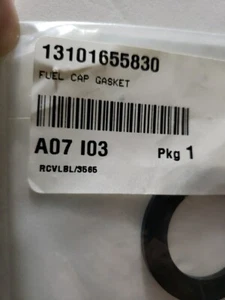 13101655830
FUEL CAP GASKET
A07 I03 Pkg 1
RCVLBL/3565